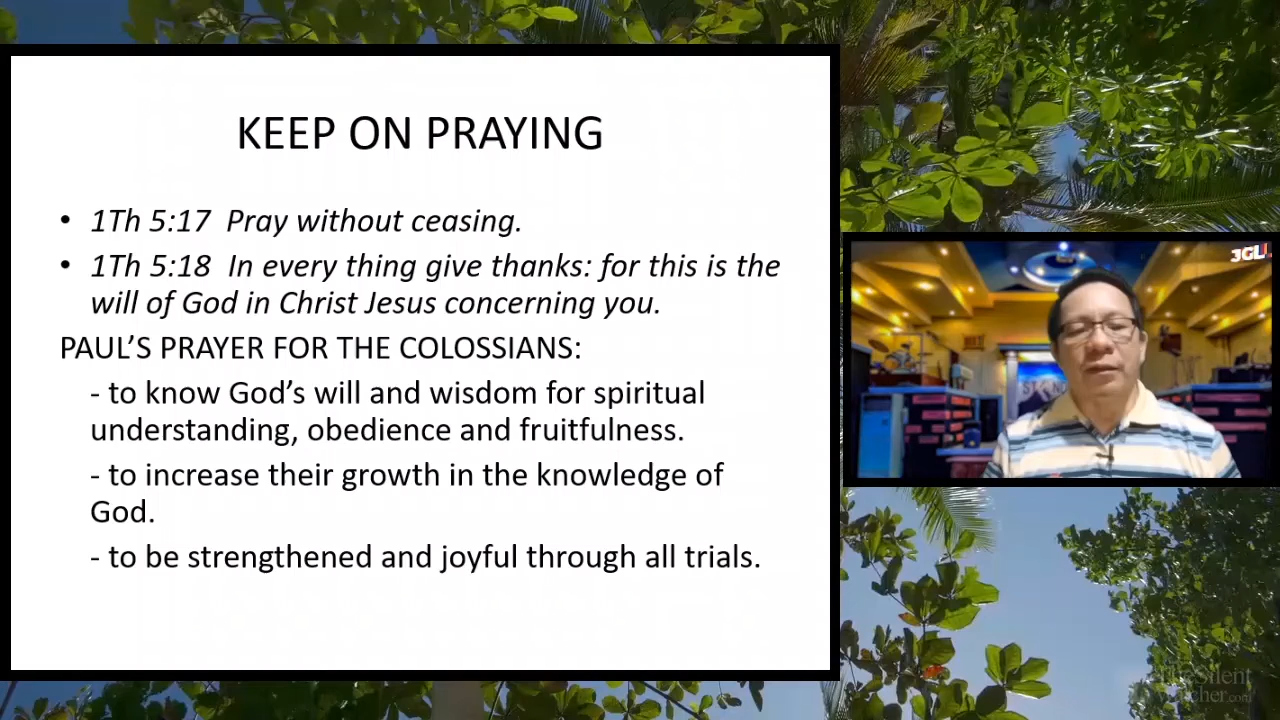 KEEP ON PRAYING
• 1Th 5:17 Pray without ceasing.
• 1Th 5:18 In every thing give thanks: for this is the
will of God in Christ Jesus concerning you.
PAUL’S PRAYER FOR THE COLOSSIANS:
- to know God’s will and wisdom for spiritual
understanding, obedience and fruitfulness.
- to increase their growth in the knowledge of
God.
- to be strengthened and joyful through all trials.